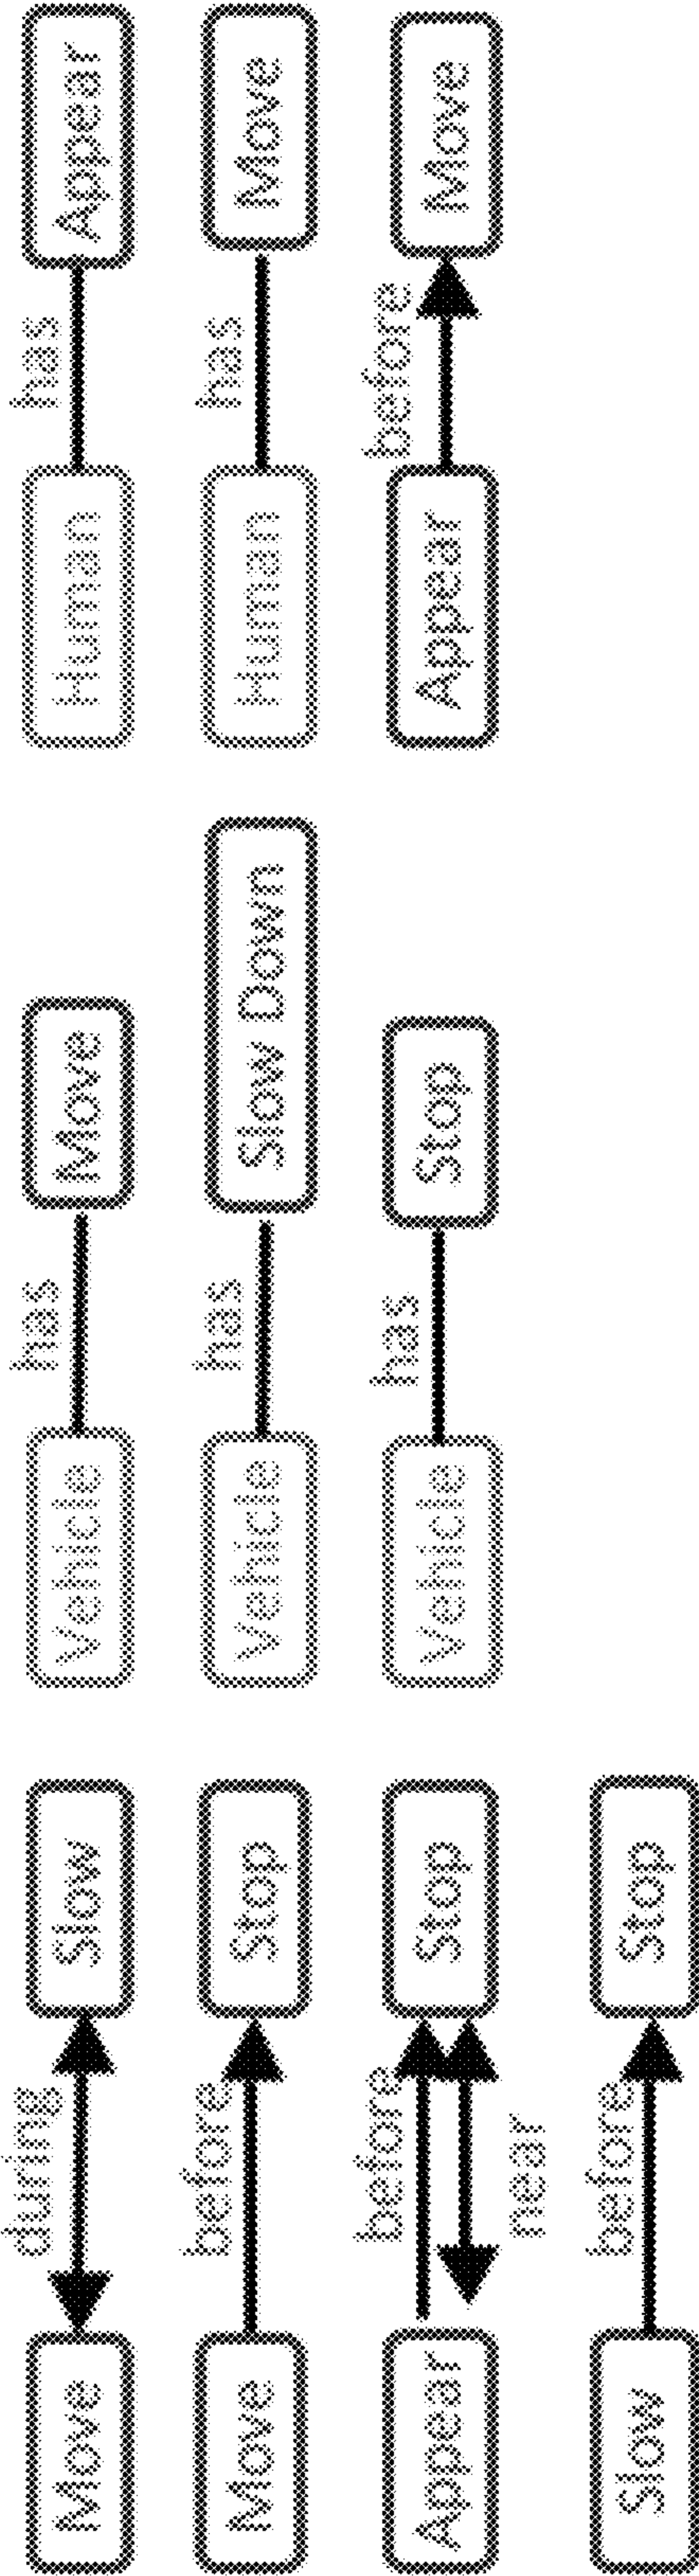 Move during Slow
Move before Stop
Appear before Stop
near
Slow before Stop
Vehicle has Move
Vehicle has Slow Down
Vehicle has Stop
Human has Appear
Human has Move
Appear before Move